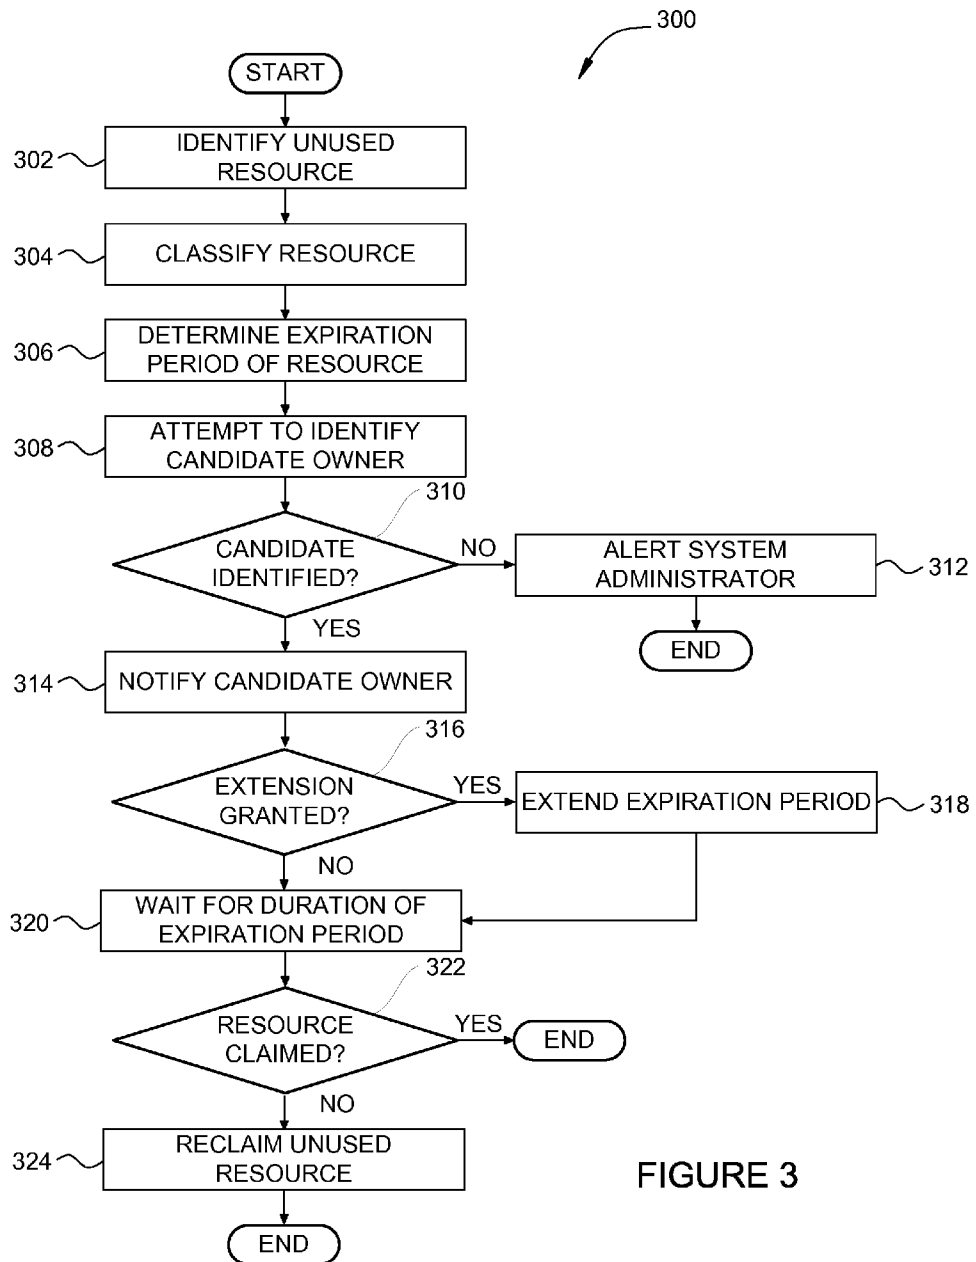 300
START
302
IDENTIFY UNUSED
RESOURCE
304
CLASSIFY RESOURCE
306
DETERMINE EXPIRATION
PERIOD OF RESOURCE
308
ATTEMPT TO IDENTIFY
CANDIDATE OWNER
310
CANDIDATE
IDENTIFIED?
NO
ALERT SYSTEM
ADMINISTRATOR
312
END
YES
314
NOTIFY CANDIDATE OWNER
316
EXTENSION
GRANTED?
YES
EXTEND EXPIRATION PERIOD
318
NO
320
WAIT FOR DURATION OF
EXPIRATION PERIOD
322
RESOURCE
CLAIMED?
YES
END
NO
324
RECLAIM UNUSED
RESOURCE
END
FIGURE 3